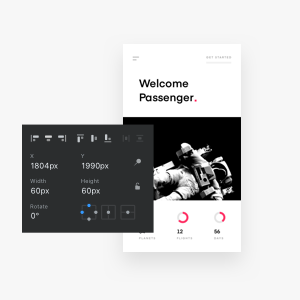 GET STARTED
Welcome
Passenger.
X
Y
1804px
1990px
Width
Height
60px
60px
Rotate
0°
12
56
PLANETS
FLIGHTS
DAYS